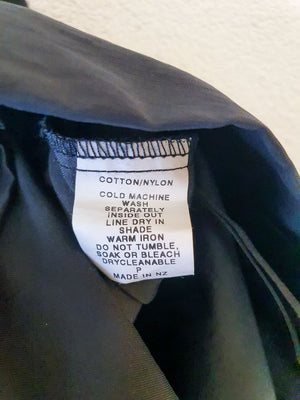 COTTON/NYLON
COLD MACHINE
WASH
SEPARATELY
INSIDE OUT
LINE DRY IN
SHADE
WARM IRON
DO NOT TUMBLE,
SOAK OR BLEACH
DRYCLEANABLE
P
MADE IN NZ